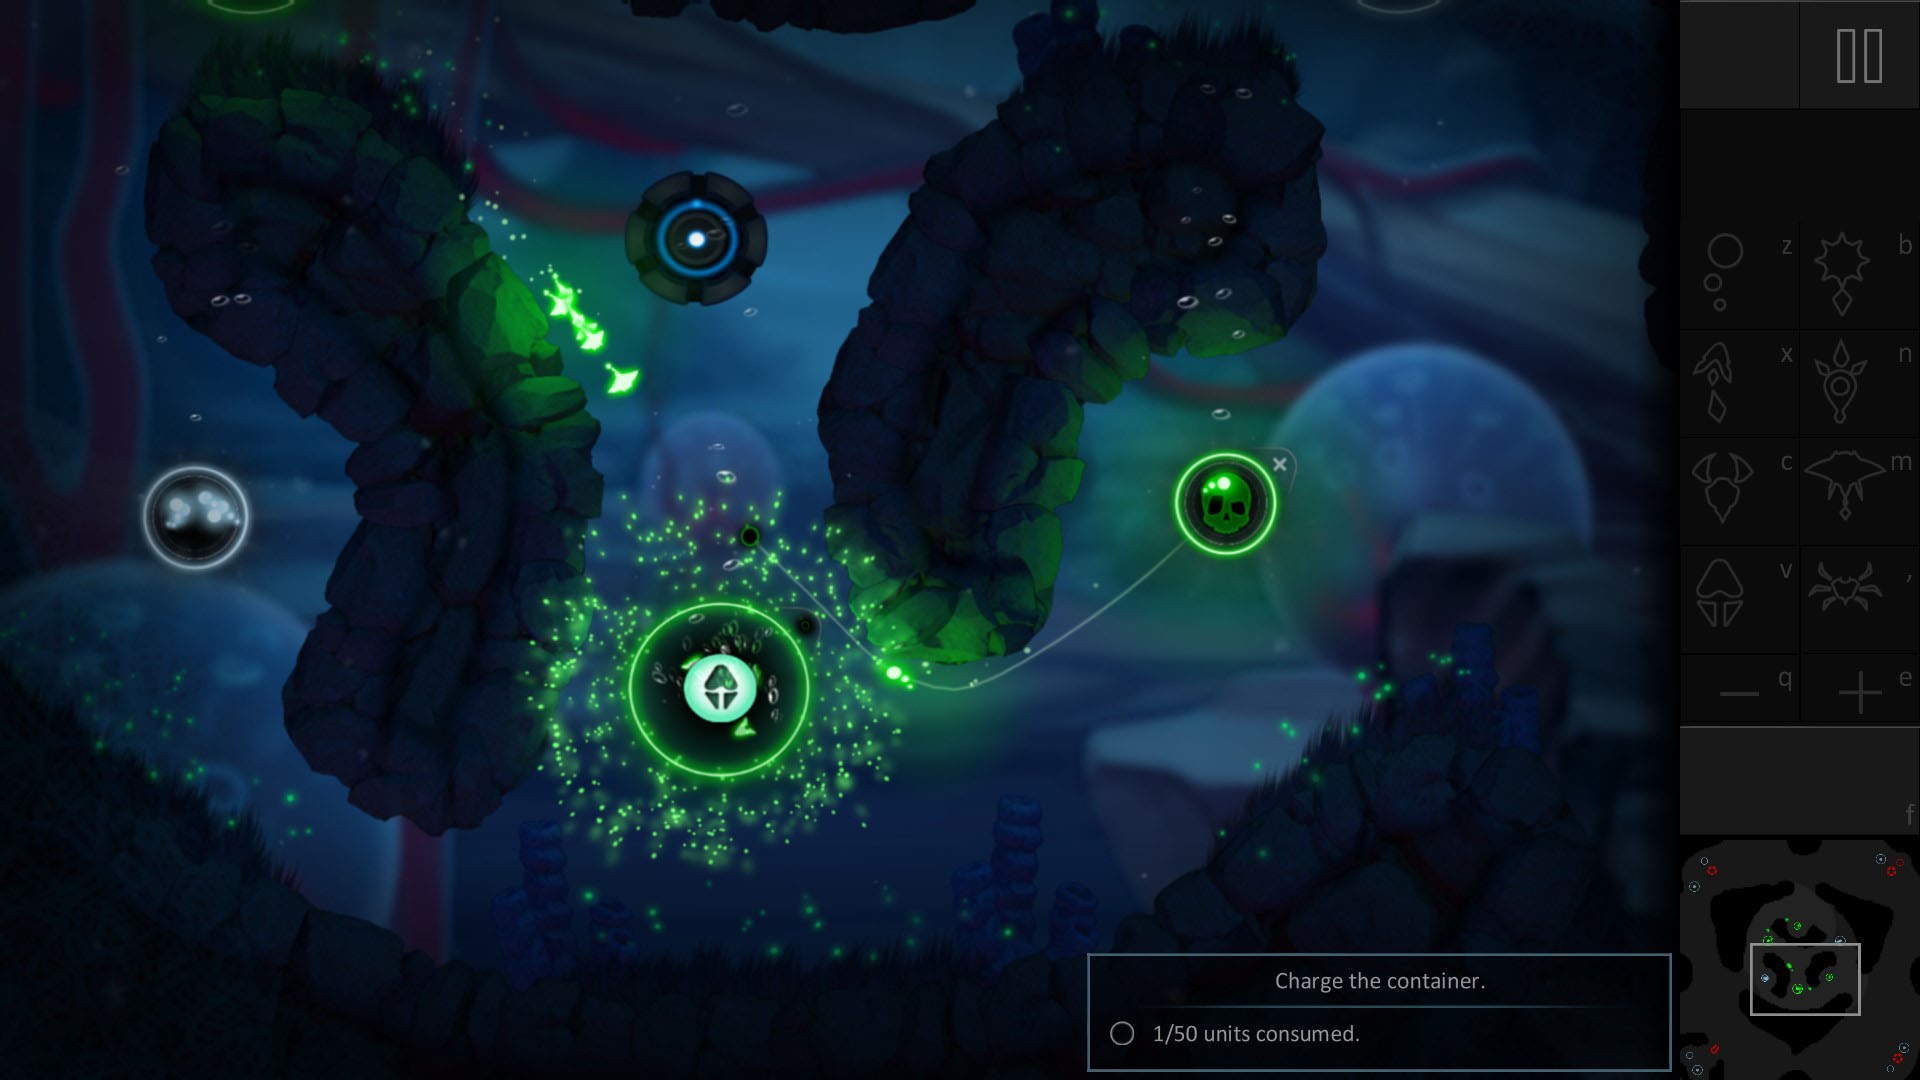 z
b
x
n
c
m
v
,
q
e
f
Charge the container.
1/50 units consumed.